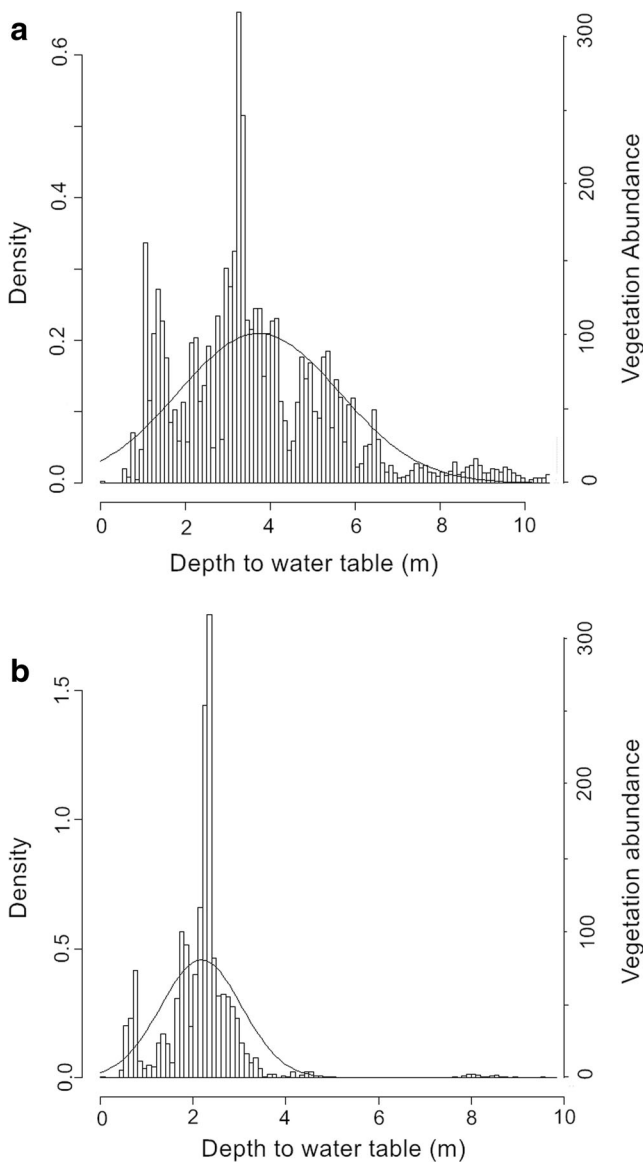 a
Density
0.0 0.2 0.4 0.6
0 100 200 300
Vegetation Abundance
0 2 4 6 8 10
Depth to water table (m)
b
Density
0.0 0.5 1.0 1.5
0 100 200 300
Vegetation abundance
0 2 4 6 8 10
Depth to water table (m)